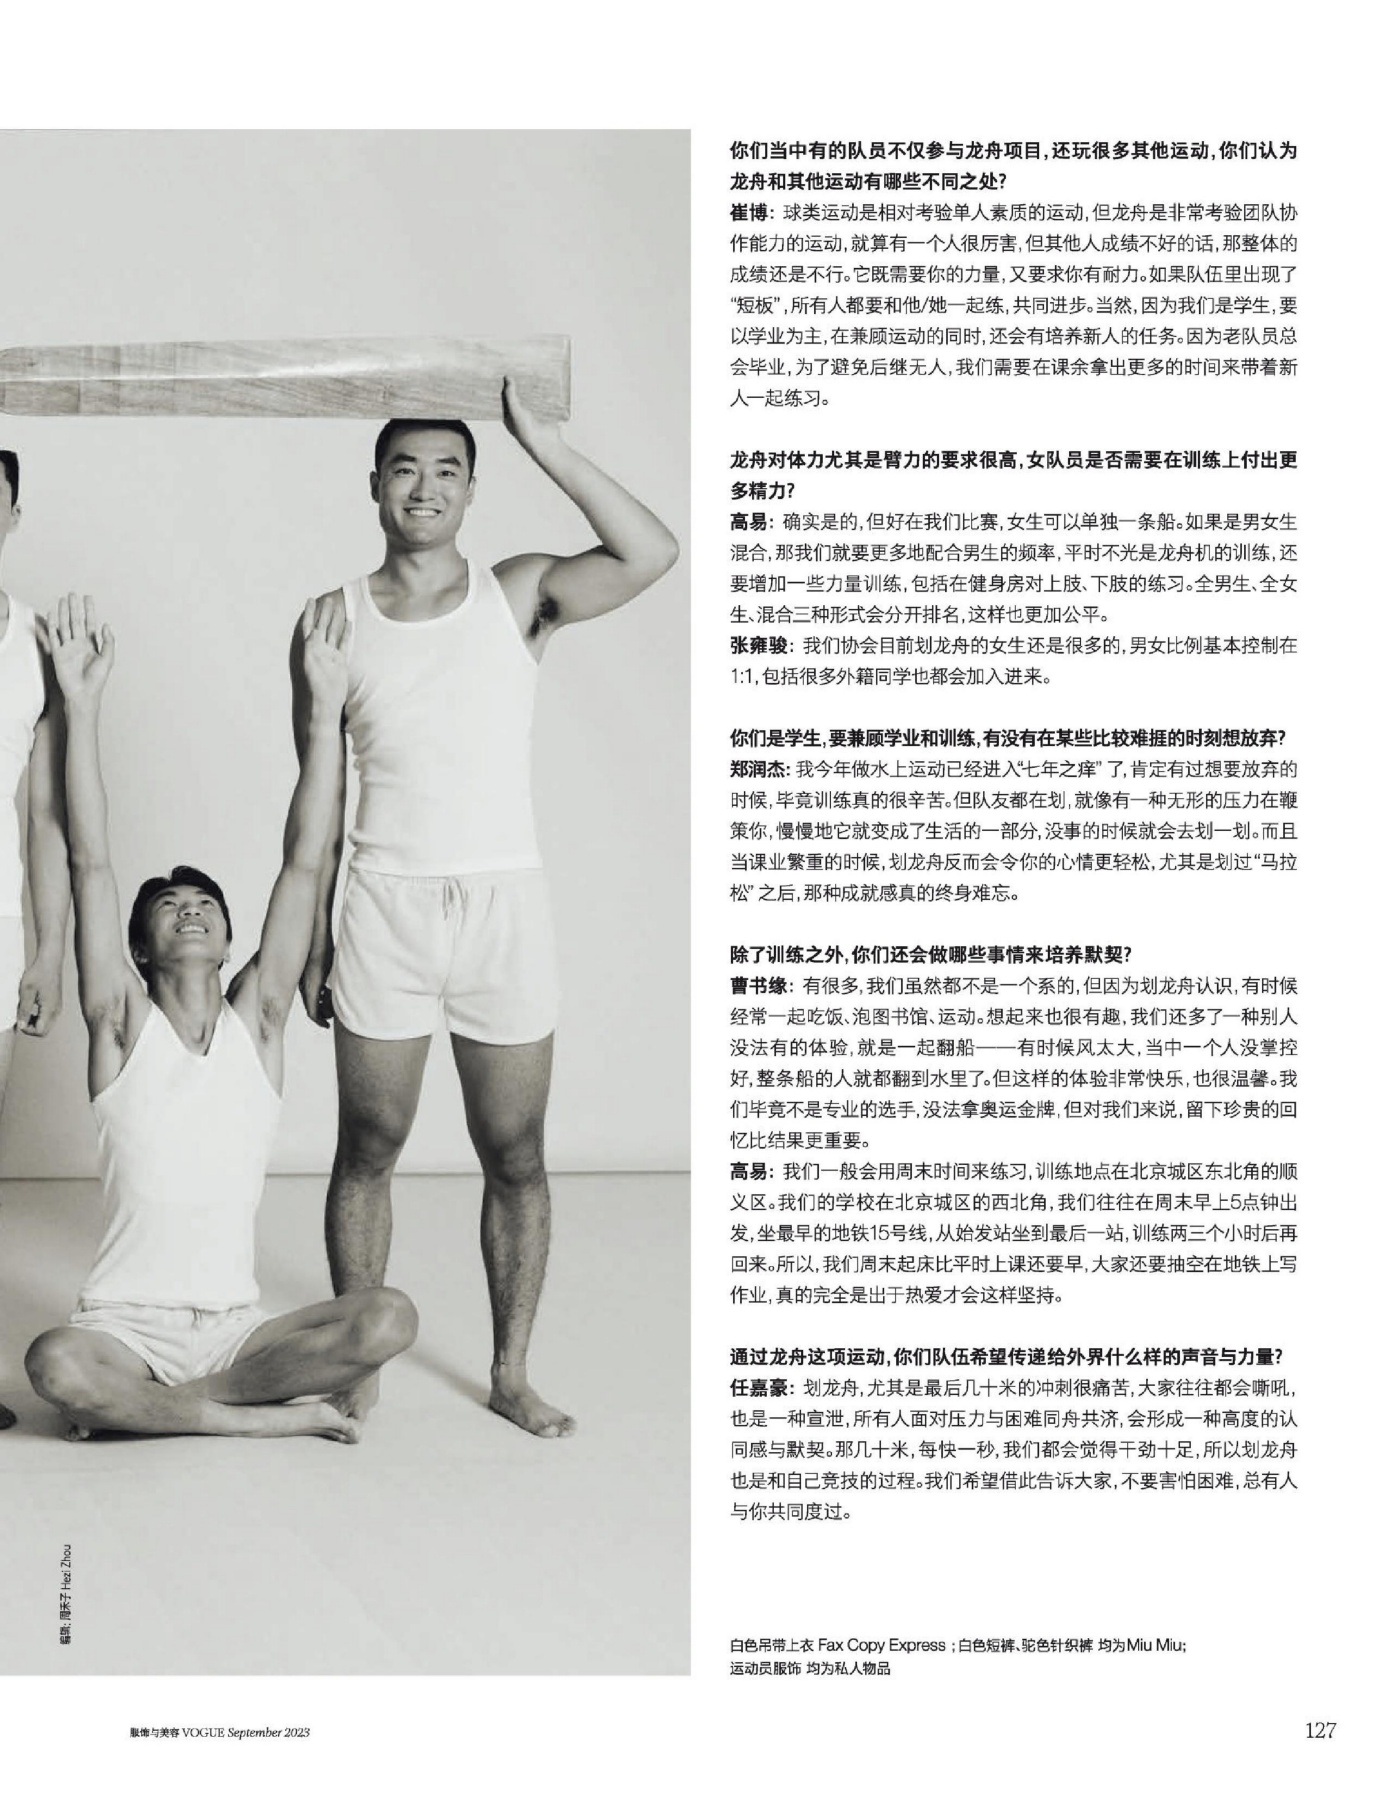 你们当中有的队员不仅参与龙舟项目，还玩很多其他运动，你们认为
龙舟和其他运动有哪些不同之处？
崔博：球类运动是相对考验单人素质的运动，但龙舟是非常考验团队协
作能力的运动，就算有一个人很厉害，但其他人成绩不好的话，那整体的
成绩还是不行。它既需要你的力量，又要求你有耐力。如果队伍里出现了
“短板”，所有人都要和他/她一起练，共同进步。当然，因为我们是学生，要
以学业为主，在兼顾运动的同时，还会有培养新人的任务。因为老队员总
会毕业，为了避免后继无人，我们需要在课余拿出更多的时间来带着新
人一起练习。
龙舟对体力尤其是臂力的要求很高，女队员是否需要在训练上付出更
多精力？
高易：确实是的，但好在我们比赛，女生可以单独一条船。如果是男女生
混合，那我们就要更多地配合男生的频率，平时不光是龙舟机的训练，还
要增加一些力量训练，包括在健身房对上肢、下肢的练习。全男生、全女
生、混合三种形式会分开排名，这样也更加公平。
张雍骏：我们协会目前划龙舟的女生还是很多的，男女比例基本控制在
1:1，包括很多外籍同学也都会加入进来。
你们是学生，要兼顾学业和训练，有没有在某些比较难捱的时刻想放弃？
郑润杰：我今年做水上运动已经进入“七年之痒”了，肯定有过想要放弃的
时候，毕竟训练真的很辛苦。但队友都在划，就像有一种无形的压力在鞭
策你，慢慢地它就变成了生活的一部分，没事的时候就会去划一划。而且
当课业繁重的时候，划龙舟反而会令你的心情更轻松，尤其是划过“马拉
松”之后，那种成就感真的终身难忘。
除了训练之外，你们还会做哪些事情来培养默契？
曹书缘：有很多，我们虽然都不是一个系的，但因为划龙舟认识，有时候
经常一起吃饭、泡图书馆、运动。想起来也很有趣，我们还多了一种别人
没法有的体验，就是一起翻船——有时候风太大，当中一个人没掌控
好，整条船的人就都翻到水里了。但这样的体验非常快乐，也很温馨。我
们毕竟不是专业的选手，没法拿奥运金牌，但对我们来说，留下珍贵的回
忆比结果更重要。
高易：我们一般会用周末时间来练习，训练地点在北京城区东北角的顺
义区。我们的学校在北京城区的西北角，我们往往在周末早上5点钟出
发，坐最早的地铁15号线，从始发站坐到最后一站，训练两三个小时后再
回来。所以，我们周末起床比平时上课还要早，大家还要抽空在地铁上写
作业，真的完全是出于热爱才会这样坚持。
通过龙舟这项运动，你们队伍希望传递给外界什么样的声音与力量？
任嘉豪：划龙舟，尤其是最后几十米的冲刺很痛苦，大家往往都会嘶吼，
也是一种宣泄，所有人面对压力与困难同舟共济，会形成一种高度的认
同感与默契。那几十米，每快一秒，我们都会觉得干劲十足，所以划龙舟
也是和自己竞技的过程。我们希望借此告诉大家，不要害怕困难，总有人
与你共同度过。
编辑：周禾子 Hezi Zhou
白色吊带上衣 Fax Copy Express；白色短裤、驼色针织裤 均为Miu Miu；
运动员服饰 均为私人物品
服饰与美容 VOGUE September 2023
127